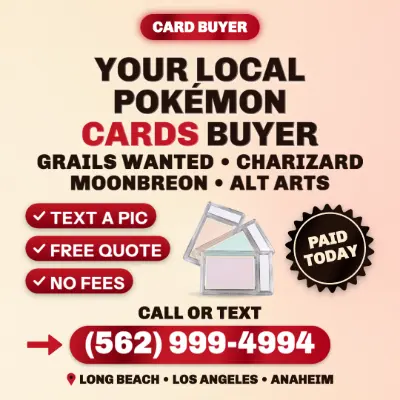 CARD BUYER
YOUR LOCAL
POKÉMON
CARDS BUYER
GRAILS WANTED • CHARIZARD
MOONBREON • ALT ARTS
TEXT A PIC
FREE QUOTE
NO FEES
PAID
TODAY
CALL OR TEXT
(562) 999-4994
LONG BEACH • LOS ANGELES • ANAHEIM